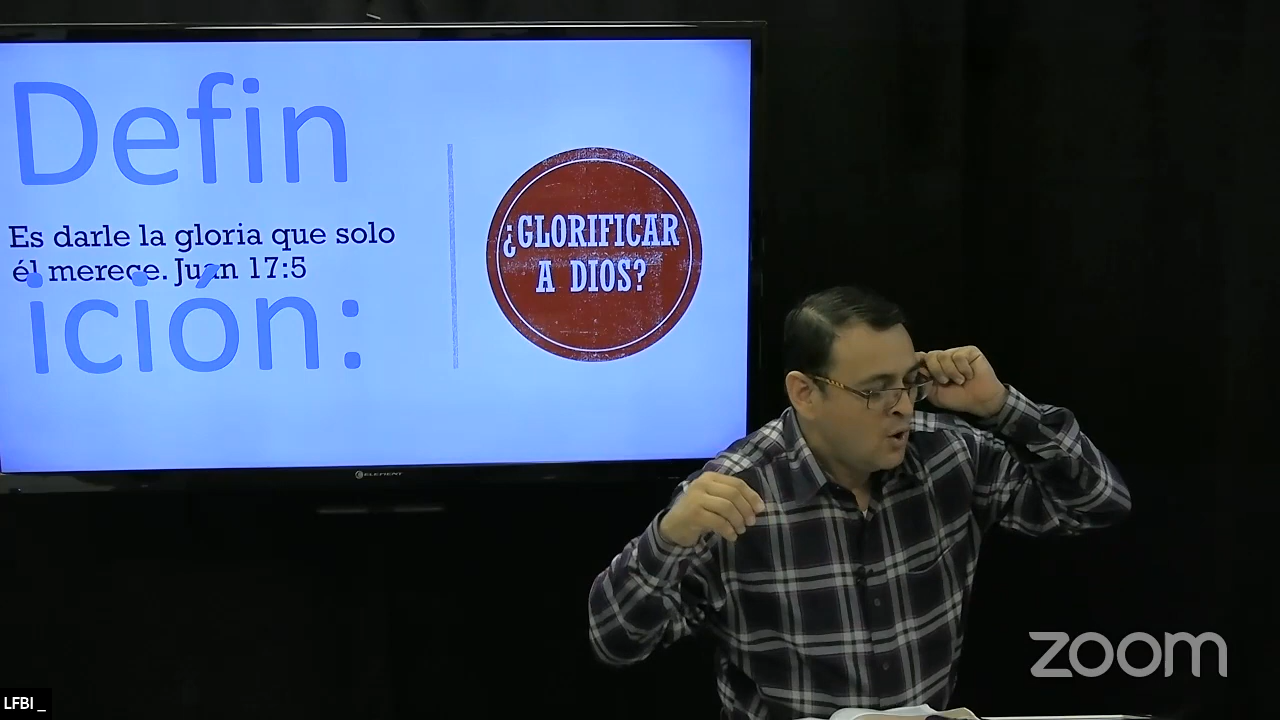 Defin
Es darle la gloria que solo
él merece. Juan 17:5
ición:
¿GLORIFICAR
A DIOS?
ELEMENT
zoom
LFBI _